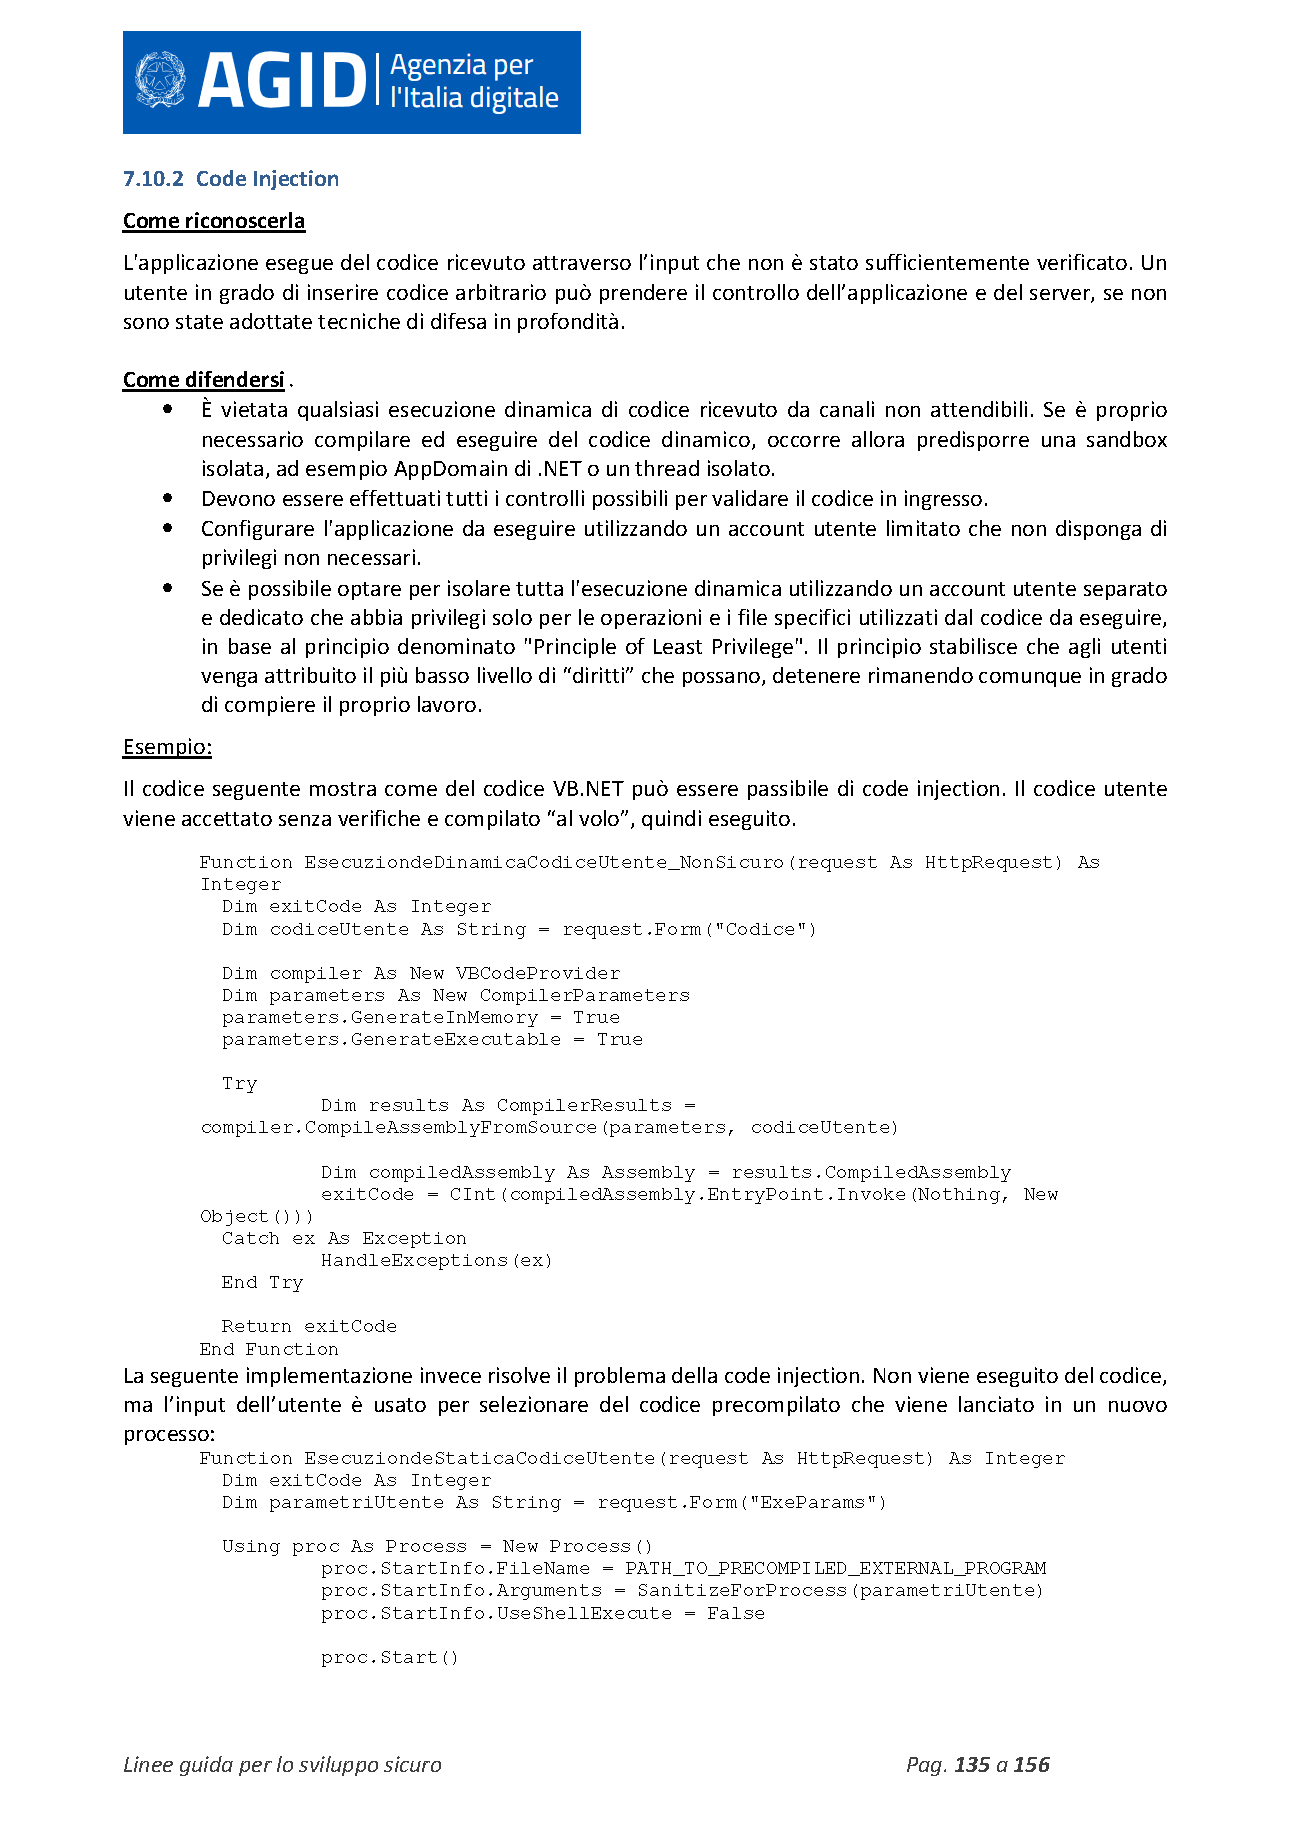 AGID Agenzia per
l'Italia digitale
7.10.2 Code Injection
Come riconoscerla
L'applicazione esegue del codice ricevuto attraverso l’input che non è stato sufficientemente verificato. Un
utente in grado di inserire codice arbitrario può prendere il controllo dell’applicazione e del server, se non
sono state adottate tecniche di difesa in profondità.
Come difendersi .
• È vietata qualsiasi esecuzione dinamica di codice ricevuto da canali non attendibili. Se è proprio
necessario compilare ed eseguire del codice dinamico, occorre allora predisporre una sandbox
isolata, ad esempio AppDomain di .NET o un thread isolato.
• Devono essere effettuati tutti i controlli possibili per validare il codice in ingresso.
• Configurare l'applicazione da eseguire utilizzando un account utente limitato che non disponga di
privilegi non necessari.
• Se è possibile optare per isolare tutta l'esecuzione dinamica utilizzando un account utente separato
e dedicato che abbia privilegi solo per le operazioni e i file specifici utilizzati dal codice da eseguire,
in base al principio denominato "Principle of Least Privilege". Il principio stabilisce che agli utenti
venga attribuito il più basso livello di “diritti” che possano, detenere rimanendo comunque in grado
di compiere il proprio lavoro.
Esempio:
Il codice seguente mostra come del codice VB.NET può essere passibile di code injection. Il codice utente
viene accettato senza verifiche e compilato “al volo”, quindi eseguito.
Function EsecuziondeDinamicaCodiceUtente_NonSicuro(request As HttpRequest) As
Integer
Dim exitCode As Integer
Dim codiceUtente As String = request.Form("Codice")
Dim compiler As New VBCodeProvider
Dim parameters As New CompilerParameters
parameters.GenerateInMemory = True
parameters.GenerateExecutable = True
Try
Dim results As CompilerResults =
compiler.CompileAssemblyFromSource(parameters, codiceUtente)
Dim compiledAssembly As Assembly = results.CompiledAssembly
exitCode = CInt(compiledAssembly.EntryPoint.Invoke(Nothing, New
Object()))
Catch ex As Exception
HandleExceptions(ex)
End Try
Return exitCode
End Function
La seguente implementazione invece risolve il problema della code injection. Non viene eseguito del codice,
ma l’input dell’utente è usato per selezionare del codice precompilato che viene lanciato in un nuovo
processo:
Function EsecuziondeStaticaCodiceUtente(request As HttpRequest) As Integer
Dim exitCode As Integer
Dim parametriUtente As String = request.Form("ExeParams")
Using proc As Process = New Process()
proc.StartInfo.FileName = PATH_TO_PRECOMPILED_EXTERNAL_PROGRAM
proc.StartInfo.Arguments = SanitizeForProcess(parametriUtente)
proc.StartInfo.UseShellExecute = False
proc.Start()
Linee guida per lo sviluppo sicuro Pag. 135 a 156